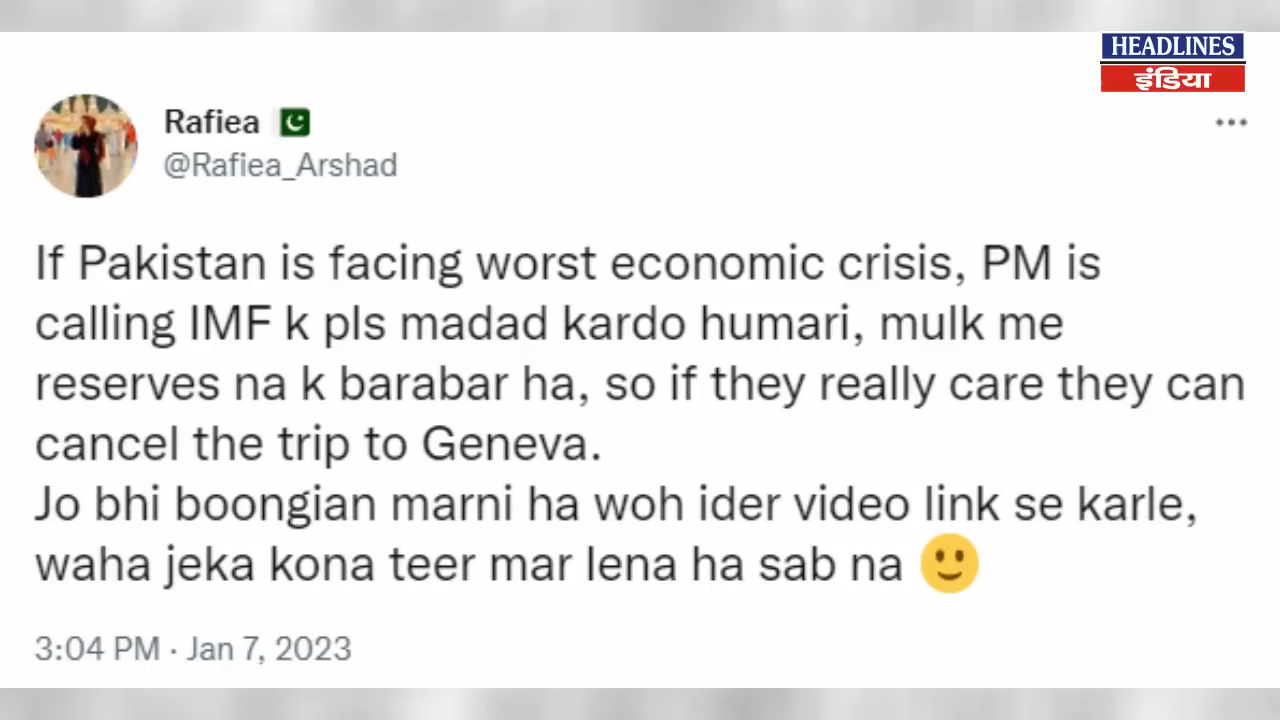 HEADLINES
इंडिया
Rafiea 🇵🇰
@Rafiea_Arshad
If Pakistan is facing worst economic crisis, PM is
calling IMF k pls madad kardo humari, mulk me
reserves na k barabar ha, so if they really care they can
cancel the trip to Geneva.
Jo bhi boongian marni ha woh ider video link se karle,
waha jeka kona teer mar lena ha sab na 🙂
3:04 PM · Jan 7, 2023